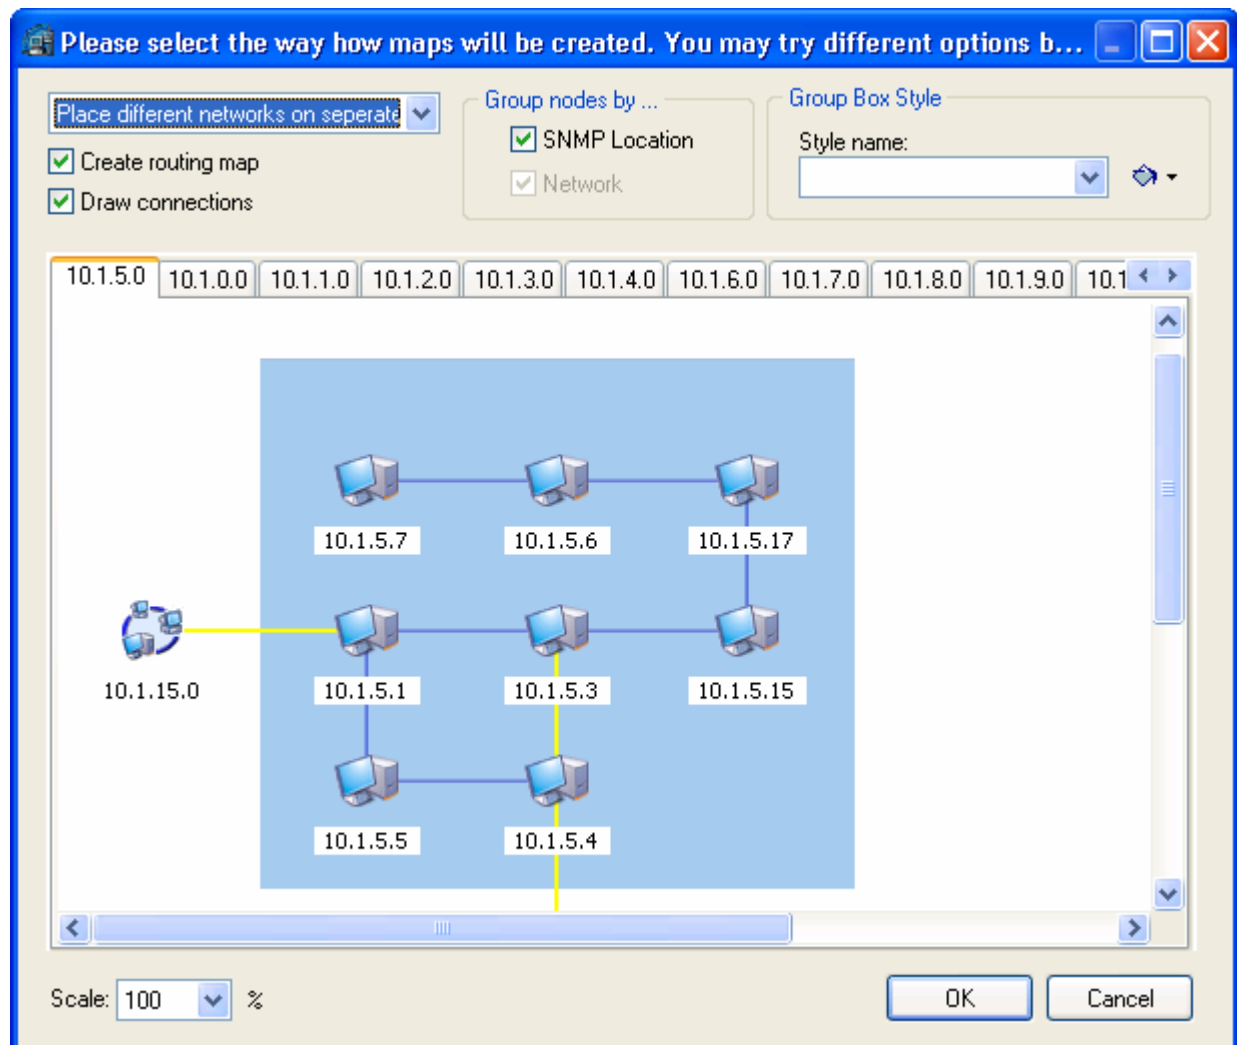 Please select the way how maps will be created. You may try different options b...
Place different networks on seperate
Create routing map
Draw connections
Group nodes by ...
SNMP Location
Network
Group Box Style
Style name:
10.1.5.0 10.1.0.0 10.1.1.0 10.1.2.0 10.1.3.0 10.1.4.0 10.1.6.0 10.1.7.0 10.1.8.0 10.1.9.0 10.1
10.1.5.7 10.1.5.6 10.1.5.17
10.1.15.0 10.1.5.1 10.1.5.3 10.1.5.15
10.1.5.5 10.1.5.4
Scale: 100 % OK Cancel